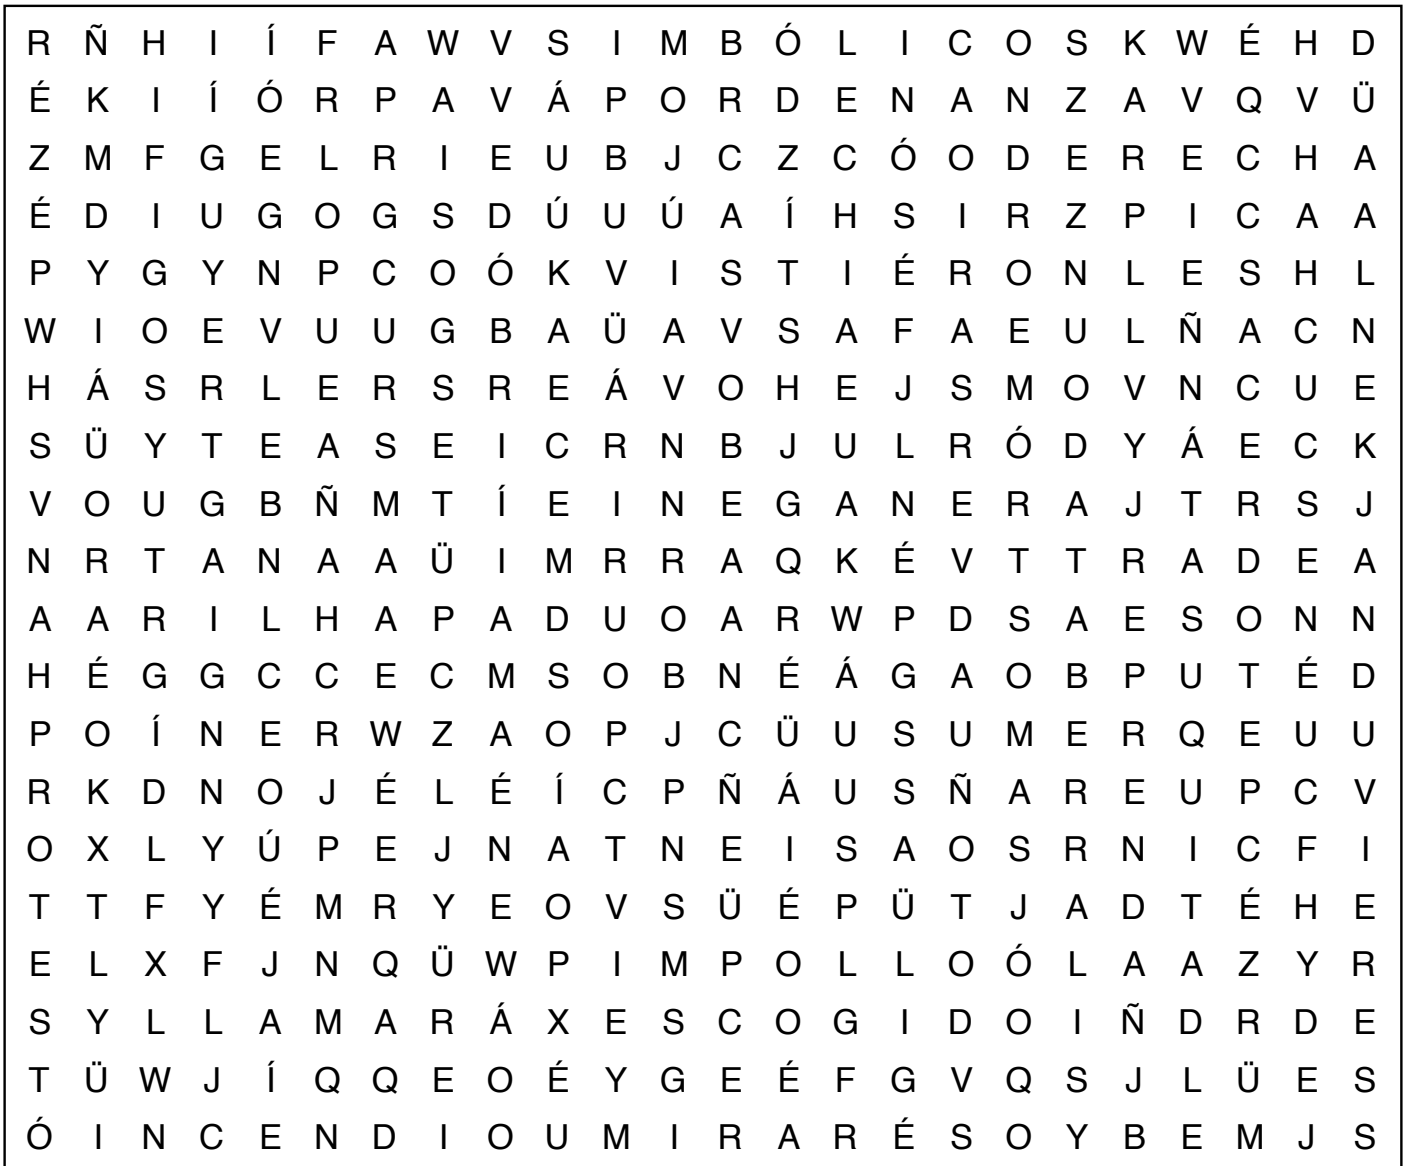 R Ñ H I Í F A W V S I M B Ó L I C O S K W É H D
É K I Í Ó R P A V Á P O R D E N A N Z A V Q V Ü
Z M F G E L R I E U B J C Z C Ó O D E R E C H A
É D I U G O G S D Ú U Ú A Í H S I R Z P I C A A
P Y G Y N P C O Ó K V I S T I É R O N L E S H L
W I O E V U U G B A Ü A V S A F A E U L Ñ A C N
H Á S R L E R S R E Á V O H E J S M O V N C U E
S Ü Y T E A S E I C R N B J U L R Ó D Y Á E C K
V O U G B Ñ M T Í E I N E G A N E R A J T R S J
N R T A N A A Ü I M R R A Q K É V T T R A D E A
A A R I L H A P A D U O A R W P D S A E S O N N
H É G G C C E C M S O B N É Á G A O B P U T É D
P O Í N E R W Z A O P J C Ü U S U M E R Q E U U
R K D N O J É L É Í C P Ñ Á U S Ñ A R E U P C V
O X L Y Ú P E J N A T N E I S A O S R N I C F I
T T F Y É M R Y E O V S Ü É P Ü T J A D T É H E
E L X F J N Q Ü W P I M P O L L O Ó L A A Z Y R
S Y L L A M A R Á X E S C O G I D O I Ñ D R D E
T Ü W J Í Q Q E O É Y G E É F G V Q S J L Ü E S
Ó I N C E N D I O U M I R A R É S O Y B E M J S